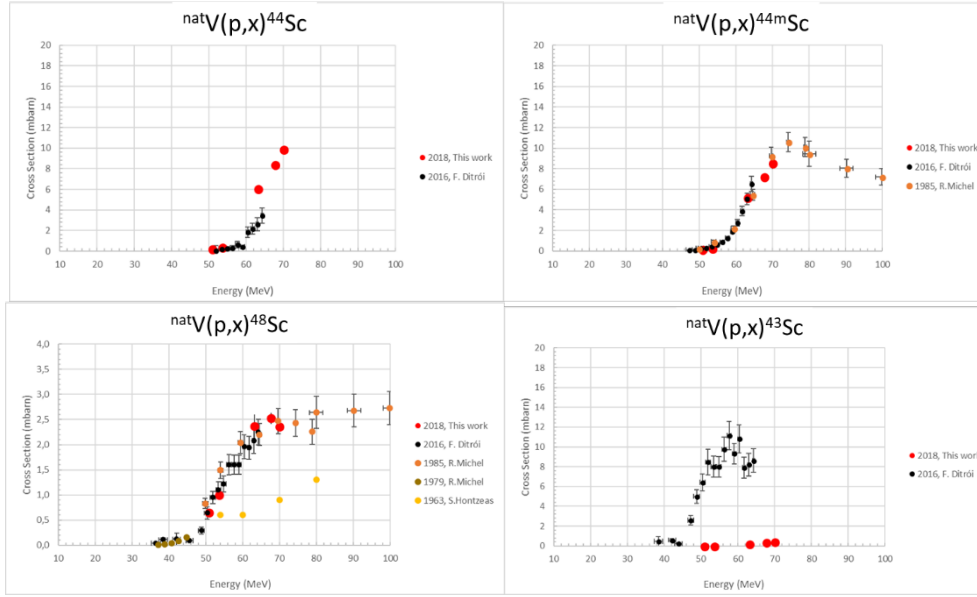 natV(p,x)44Sc
20
18
16
14
12
10
8
6
4
2
0
Cross Section (mbarn)
10 20 30 40 50 60 70 80 90 100
Energy (MeV)
2018, This work
2016, F. Ditrói
natV(p,x)44mSc
20
18
16
14
12
10
8
6
4
2
0
Cross Section (mbarn)
10 20 30 40 50 60 70 80 90 100
Energy (MeV)
2018, This work
2016, F. Ditrói
1985, R.Michel
natV(p,x)48Sc
4,0
3,5
3,0
2,5
2,0
1,5
1,0
0,5
0,0
Cross Section (mbarn)
10 20 30 40 50 60 70 80 90 100
Energy (MeV)
2018, This work
2016, F. Ditrói
1985, R.Michel
1979, R.Michel
1963, S.Hontzeas
natV(p,x)43Sc
20
18
16
14
12
10
8
6
4
2
0
Cross Section (mbarn)
10 20 30 40 50 60 70 80 90 100
Energy (MeV)
2018, This work
2016, F. Ditrói